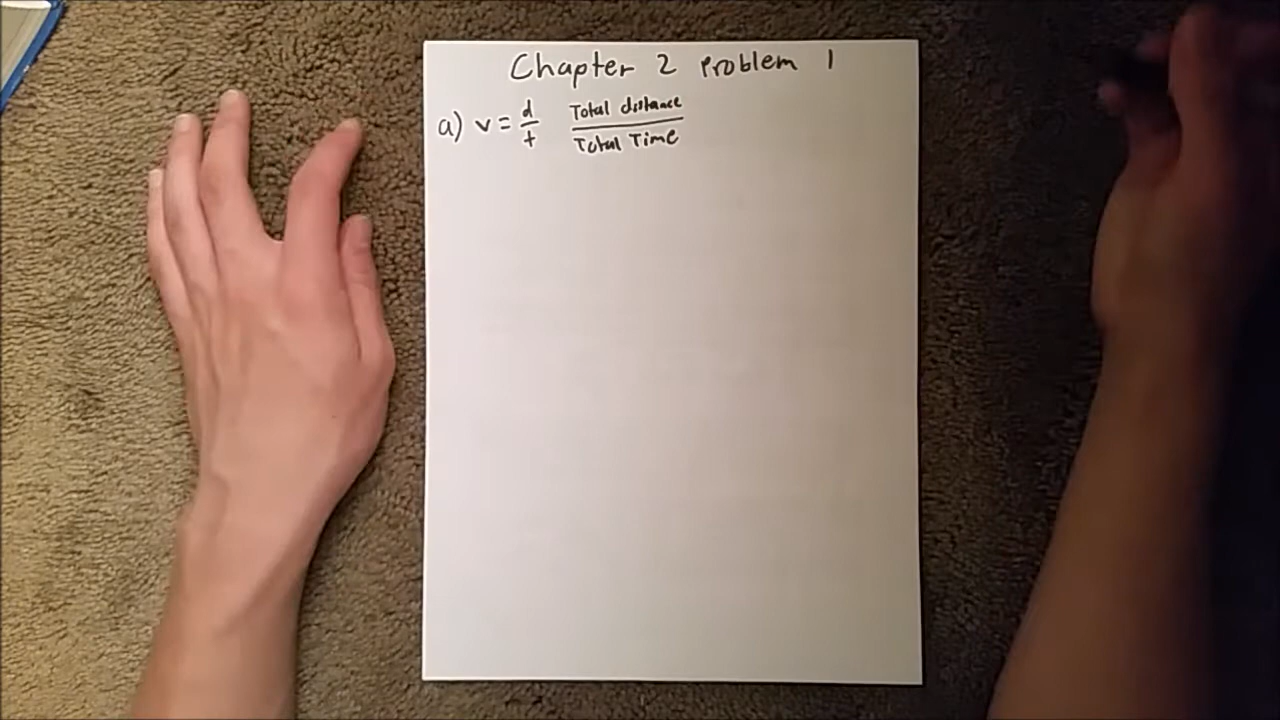 Chapter 2 Problem 1
a) v = d/t Total distance / Total Time